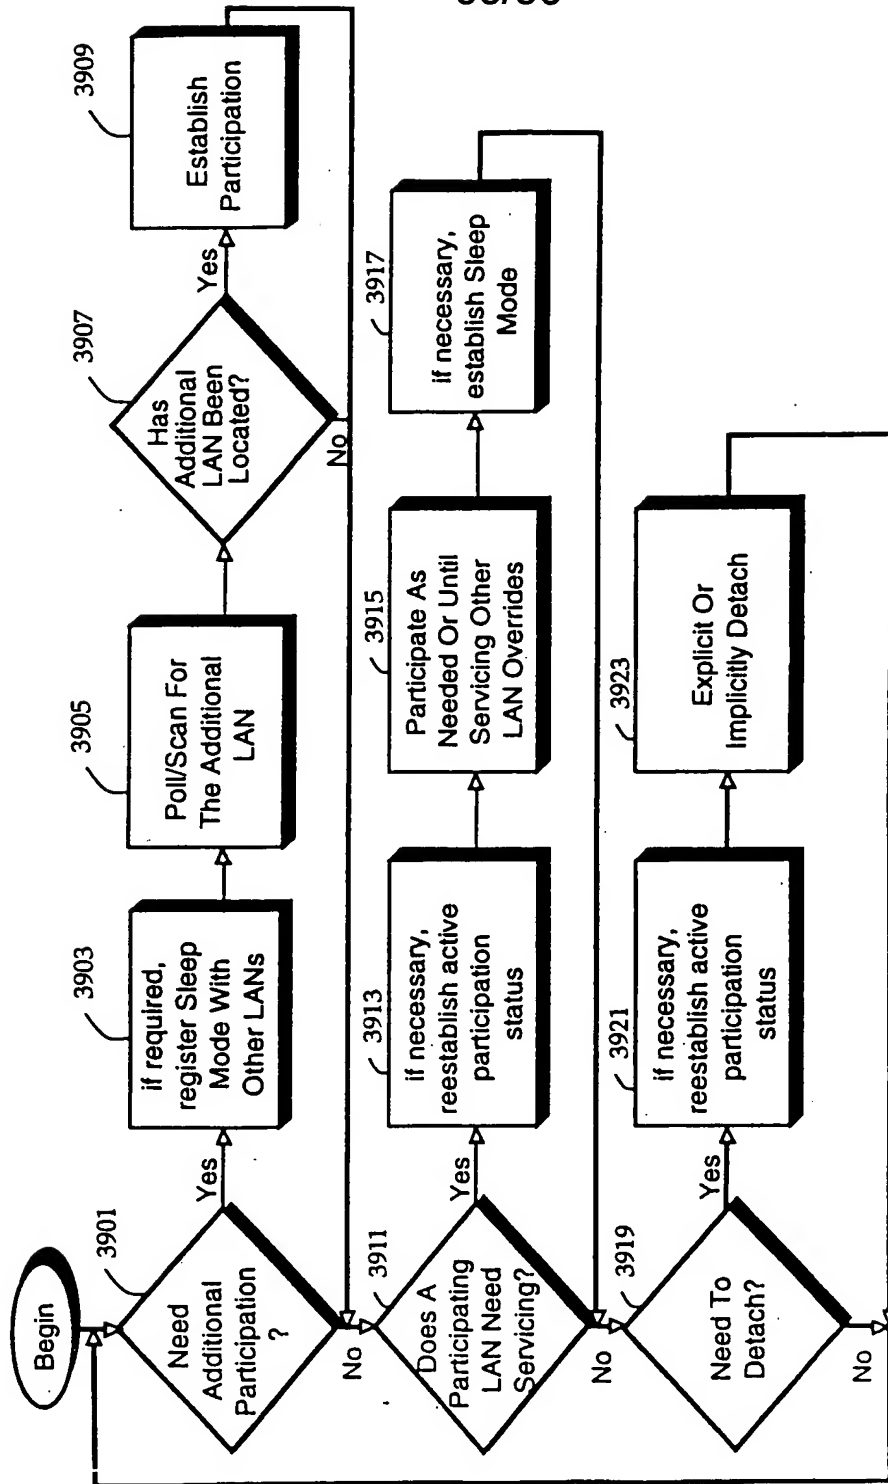 Begin
3901
Need
Additional
Participation
?
Yes
No
3903
if required,
register Sleep
Mode With
Other LANs
3905
Poll/Scan For
The Additional
LAN
3907
Has
Additional
LAN Been
Located?
Yes
No
3909
Establish
Participation
3911
Does A
Participating
LAN Need
Servicing?
Yes
No
3913
if necessary,
reestablish active
participation
status
3915
Participate As
Needed Or Until
Servicing Other
LAN Overrides
3917
if necessary,
establish Sleep
Mode
3919
Need To
Detach?
Yes
No
3921
if necessary,
reestablish active
participation
status
3923
Explicit Or
Implicitly Detach